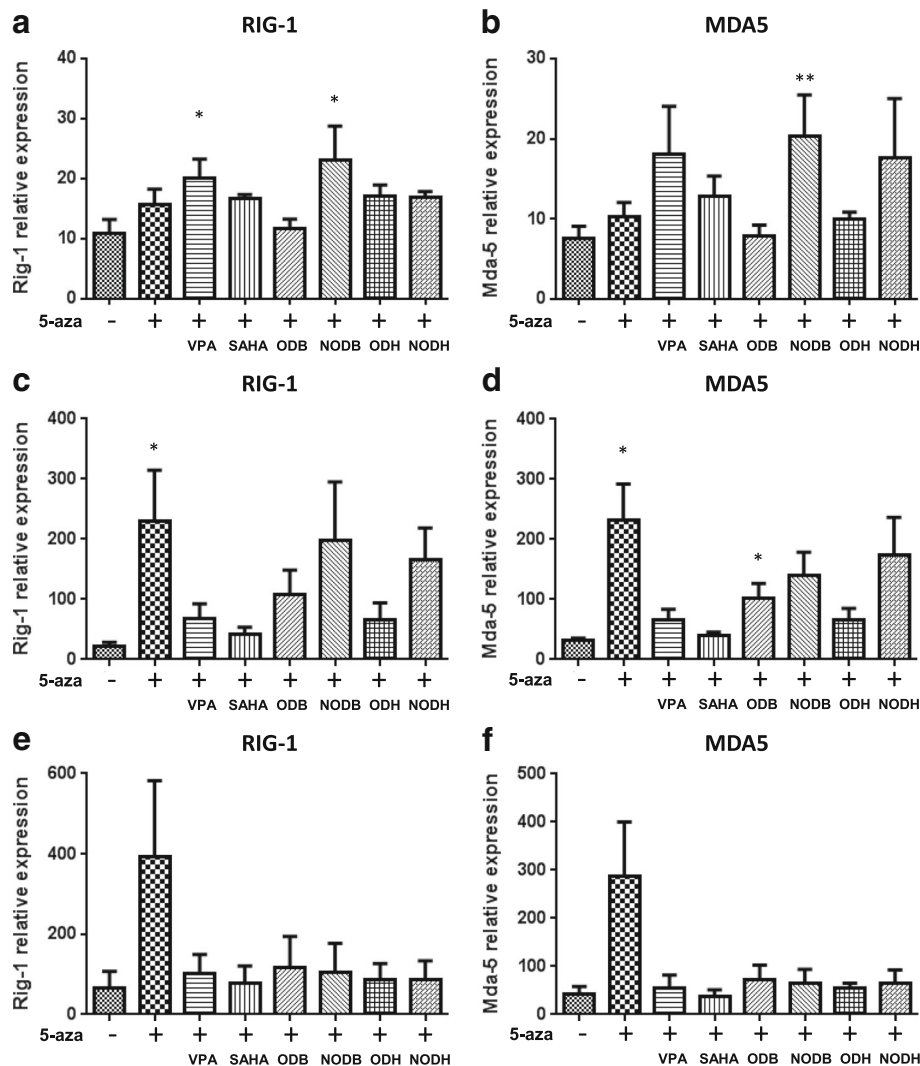 a RIG-1
Rig-1 relative expression
40
30
20
10
0
* *
5-aza - + + + + + + +
VPA SAHA ODB NODB ODH NODH
b MDA5
Mda-5 relative expression
30
20
10
0
**
5-aza - + + + + + + +
VPA SAHA ODB NODB ODH NODH
c RIG-1
Rig-1 relative expression
400
300
200
100
0
*
5-aza - + + + + + + +
VPA SAHA ODB NODB ODH NODH
d MDA5
Mda-5 relative expression
400
300
200
100
0
* *
5-aza - + + + + + + +
VPA SAHA ODB NODB ODH NODH
e RIG-1
Rig-1 relative expression
600
400
200
0
5-aza - + + + + + + +
VPA SAHA ODB NODB ODH NODH
f MDA5
Mda-5 relative expression
500
400
300
200
100
0
5-aza - + + + + + + +
VPA SAHA ODB NODB ODH NODH